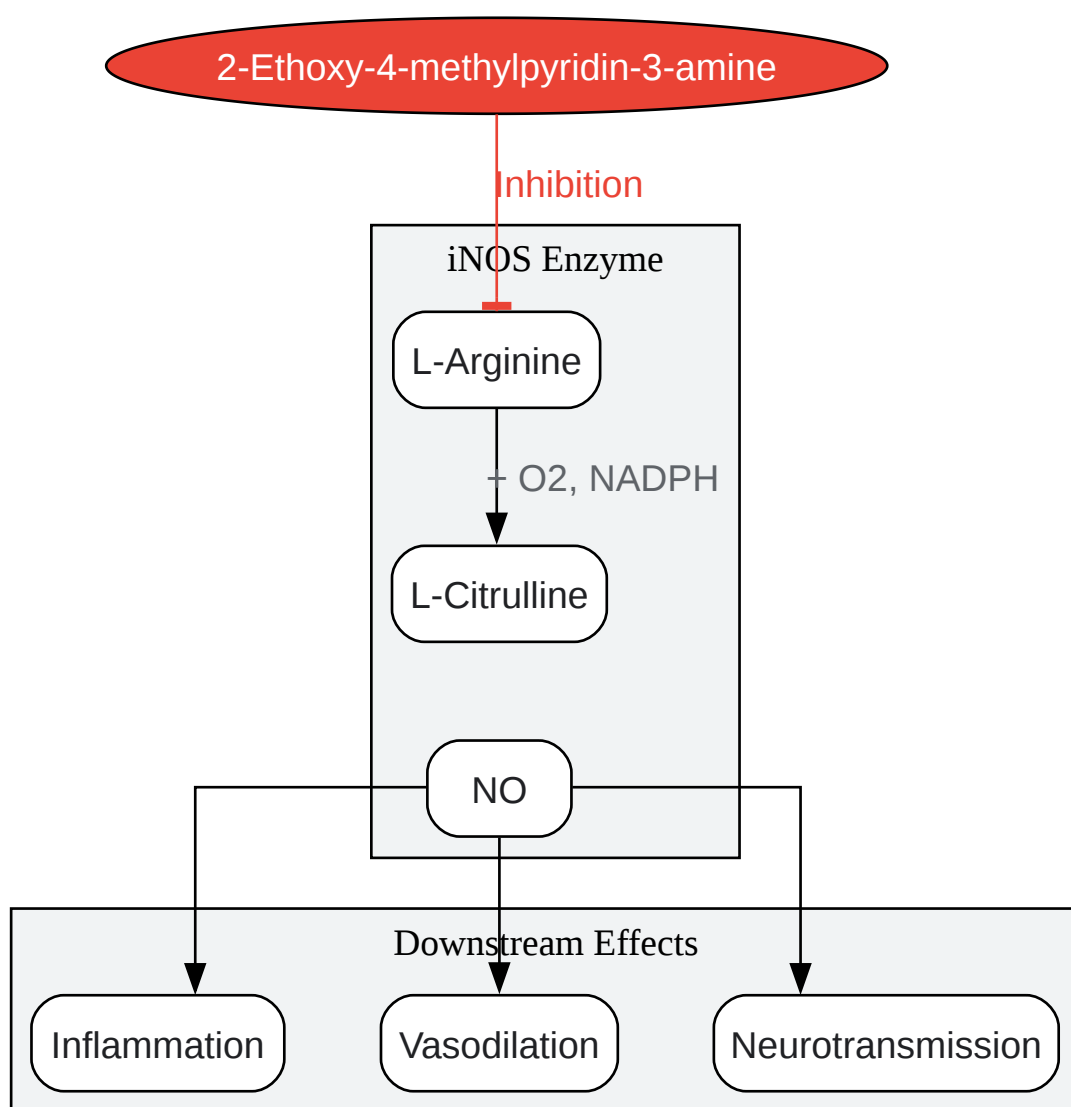 2-Ethoxy-4-methylpyridin-3-amine
Inhibition
iNOS Enzyme
L-Arginine
+ O2, NADPH
L-Citrulline
NO
Downstream Effects
Inflammation
Vasodilation
Neurotransmission